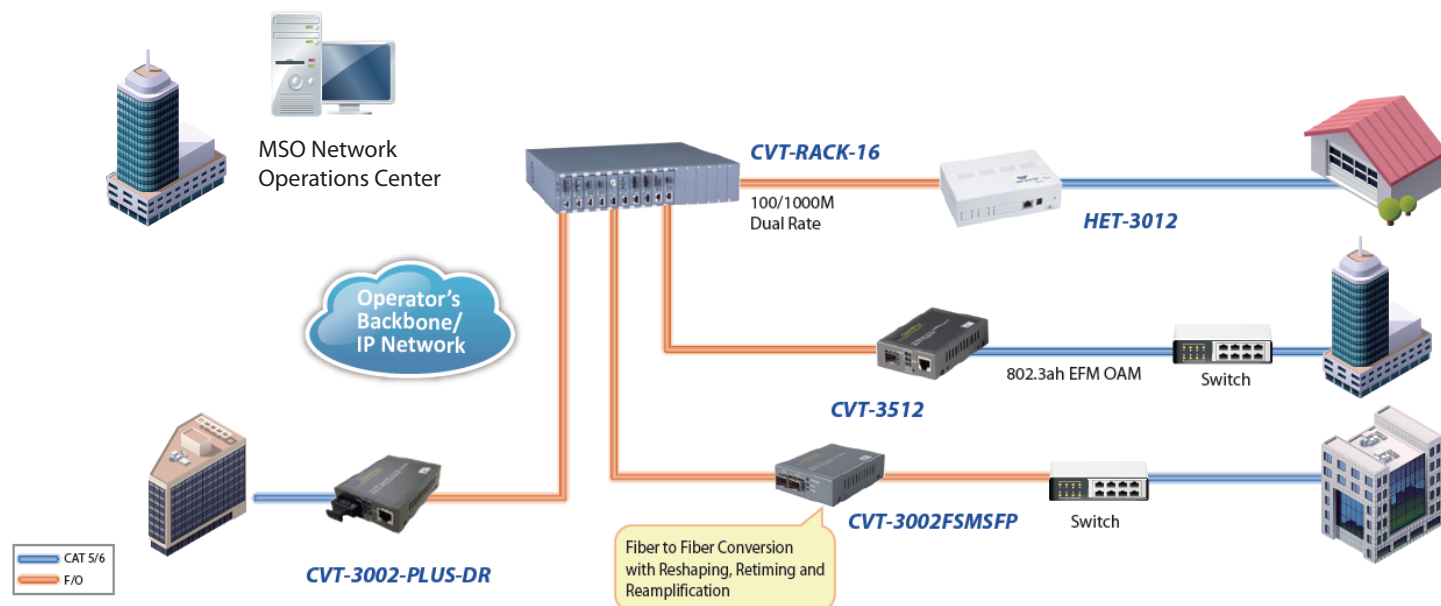 MSO Network
Operations Center
CVT-RACK-16
100/1000M
Dual Rate
HET-3012
Operator's
Backbone/
IP Network
802.3ah EFM OAM
Switch
CVT-3512
CVT-3002FSMSFP
Switch
Fiber to Fiber Conversion
with Reshaping, Retiming and
Reamplification
CAT 5/6
F/O
CVT-3002-PLUS-DR